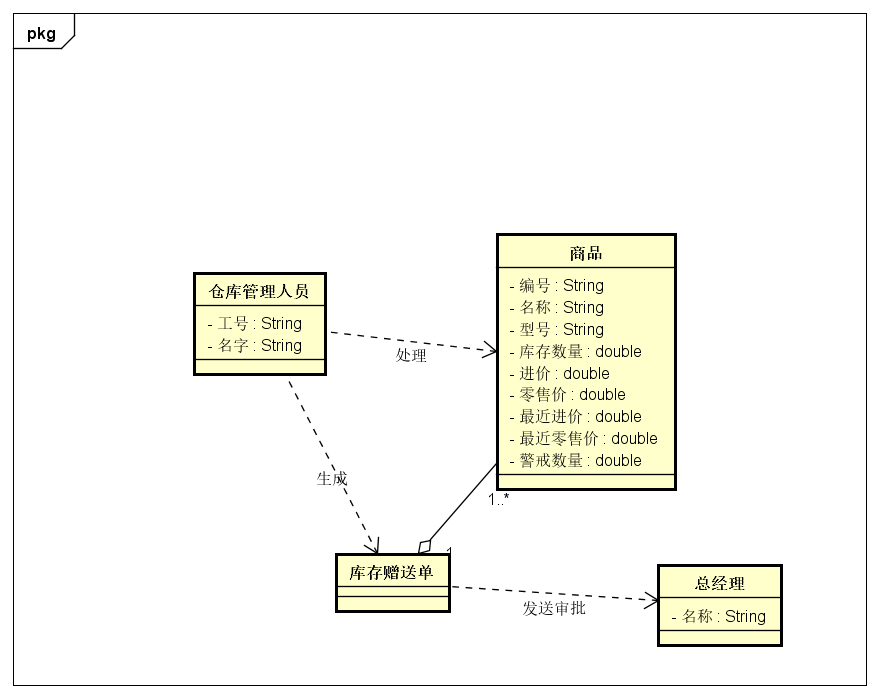 pkg
商品
- 编号 : String
- 名称 : String
- 型号 : String
- 库存数量 : double
- 进价 : double
- 零售价 : double
- 最近进价 : double
- 最近零售价 : double
- 警戒数量 : double
仓库管理人员
- 工号 : String
- 名字 : String
处理
生成
1..*
1
库存赠送单
发送审批
总经理
- 名称 : String